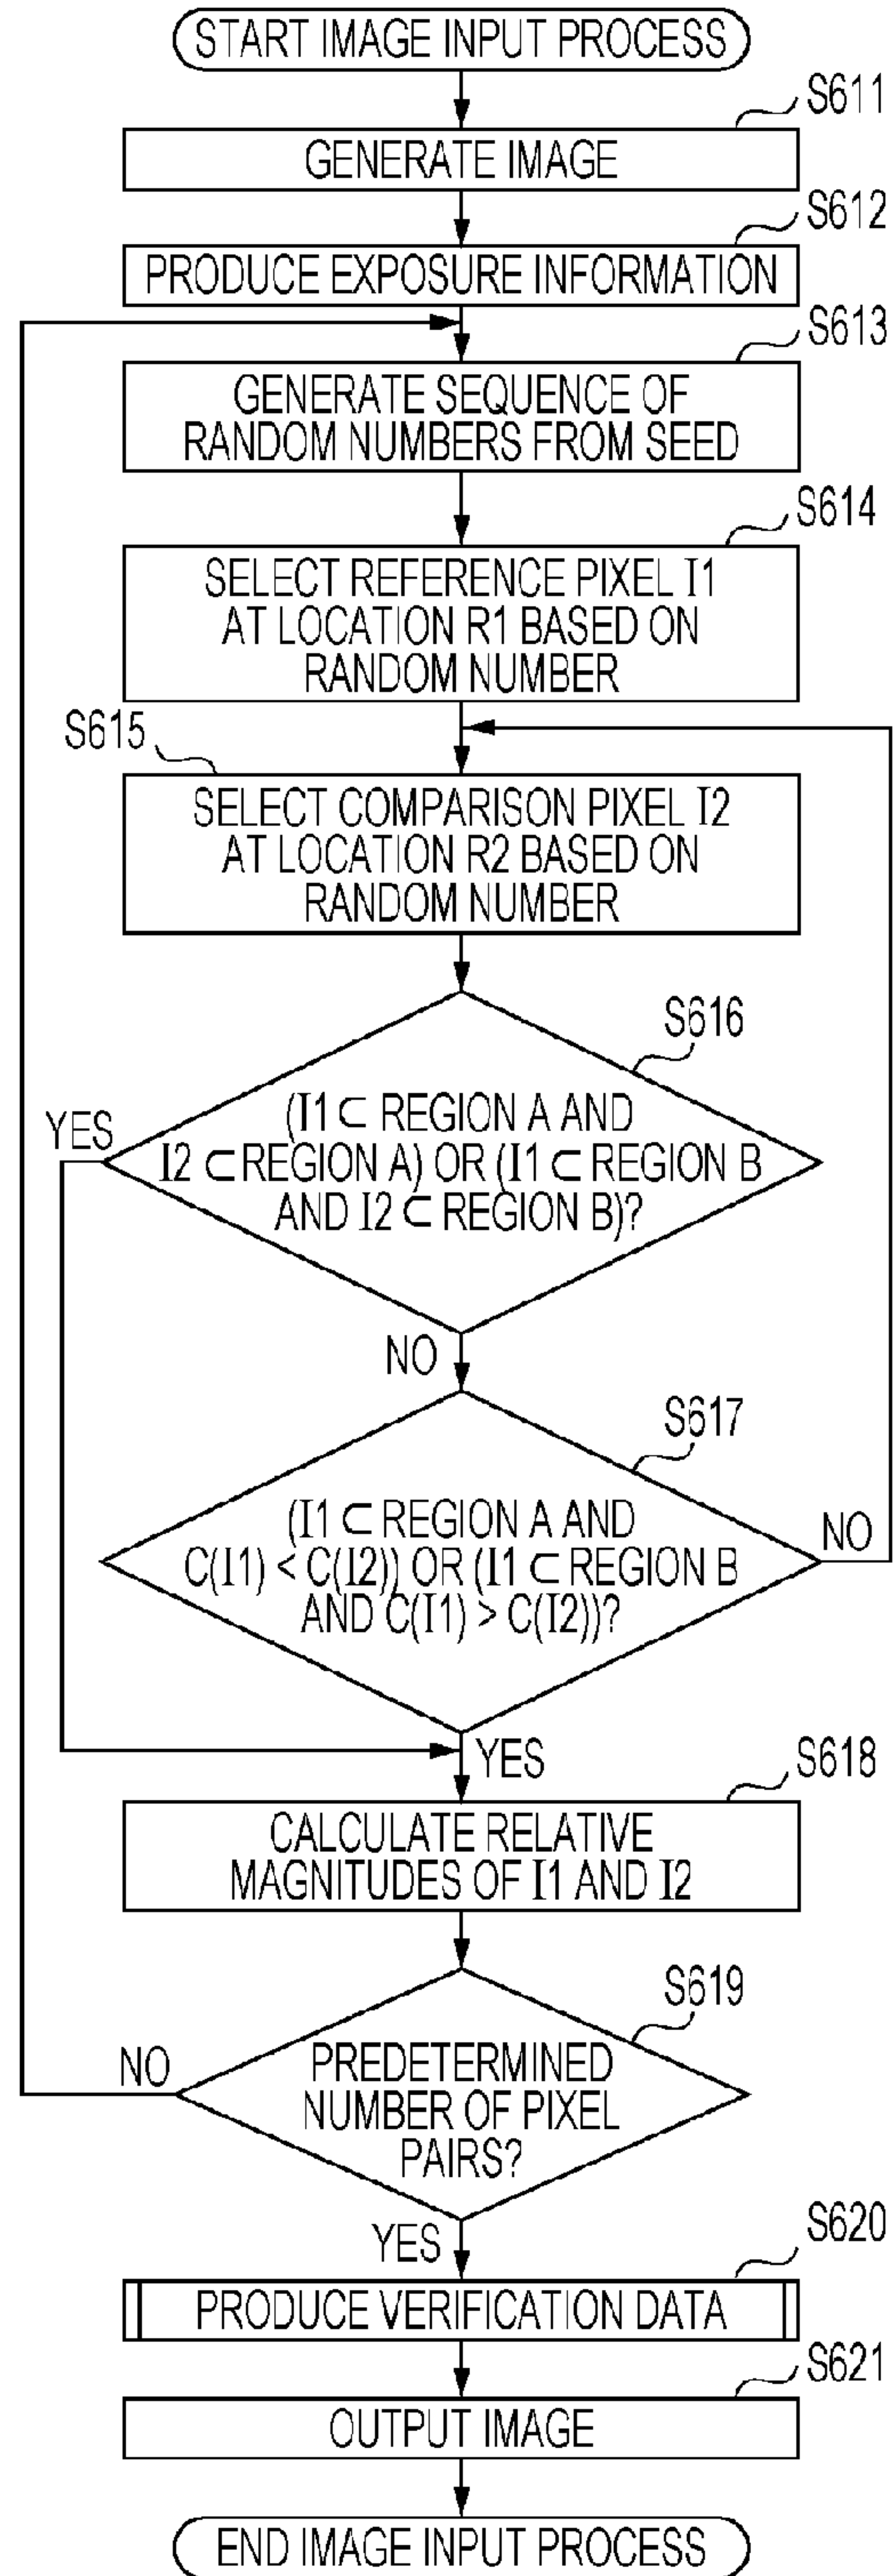 START IMAGE INPUT PROCESS
S611
GENERATE IMAGE
S612
PRODUCE EXPOSURE INFORMATION
S613
GENERATE SEQUENCE OF
RANDOM NUMBERS FROM SEED
S614
SELECT REFERENCE PIXEL I1
AT LOCATION R1 BASED ON
RANDOM NUMBER
S615
SELECT COMPARISON PIXEL I2
AT LOCATION R2 BASED ON
RANDOM NUMBER
S616
YES
(I1 ⊂ REGION A AND
I2 ⊂ REGION A) OR (I1 ⊂ REGION B
AND I2 ⊂ REGION B)?
NO
S617
(I1 ⊂ REGION A AND
C(I1) < C(I2)) OR (I1 ⊂ REGION B
AND C(I1) > C(I2))?
NO
YES
S618
CALCULATE RELATIVE
MAGNITUDES OF I1 AND I2
S619
NO
PREDETERMINED
NUMBER OF PIXEL
PAIRS?
YES
S620
PRODUCE VERIFICATION DATA
S621
OUTPUT IMAGE
END IMAGE INPUT PROCESS